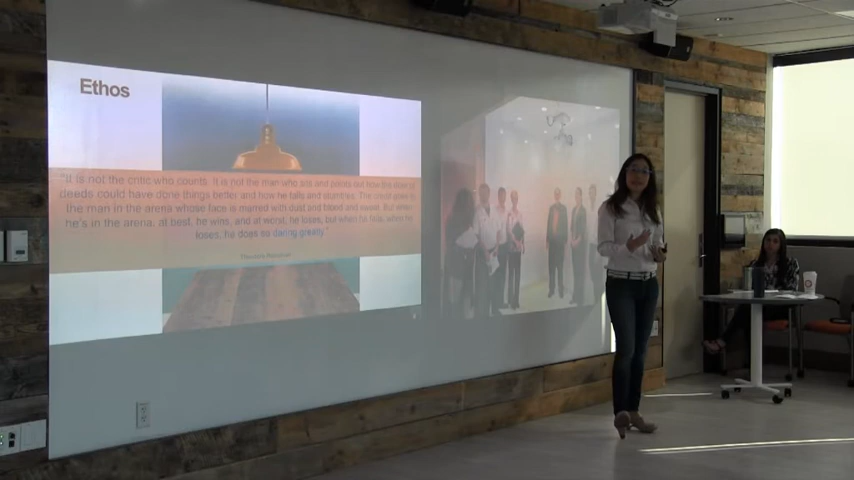 Ethos
"It is not the critic who counts. It is not the man who sits and points out how the doer of
deeds could have done things better and how he falls and stumbles. The credit goes to
the man in the arena whose face is marred with dust and blood and sweat. But when
he's in the arena, at best, he wins, and at worst, he loses, but when he fails, when he
loses, he does so daring greatly."
Theodore Roosevelt